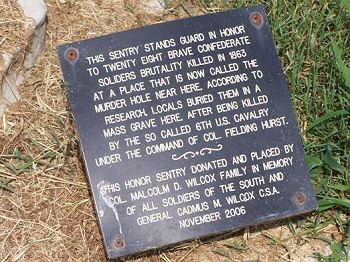 THIS SENTRY STANDS GUARD IN HONOR
TO TWENTY EIGHT BRAVE CONFEDERATE
SOLDIERS BRUTALITY KILLED IN 1863
AT A PLACE THAT IS NOW CALLED THE
MURDER HOLE NEAR HERE. ACCORDING TO
RESEARCH, LOCALS BURIED THEM IN A
MASS GRAVE HERE, AFTER BEING KILLED
BY THE SO CALLED 6TH U.S. CAVALRY
UNDER THE COMMAND OF COL. FIELDING HURST.
THIS HONOR SENTRY DONATED AND PLACED BY
COL. MALCOLM D. WILCOX FAMILY IN MEMORY
OF ALL SOLDIERS OF THE SOUTH AND
GENERAL CADMUS M. WILCOX C.S.A.
NOVEMBER 2006